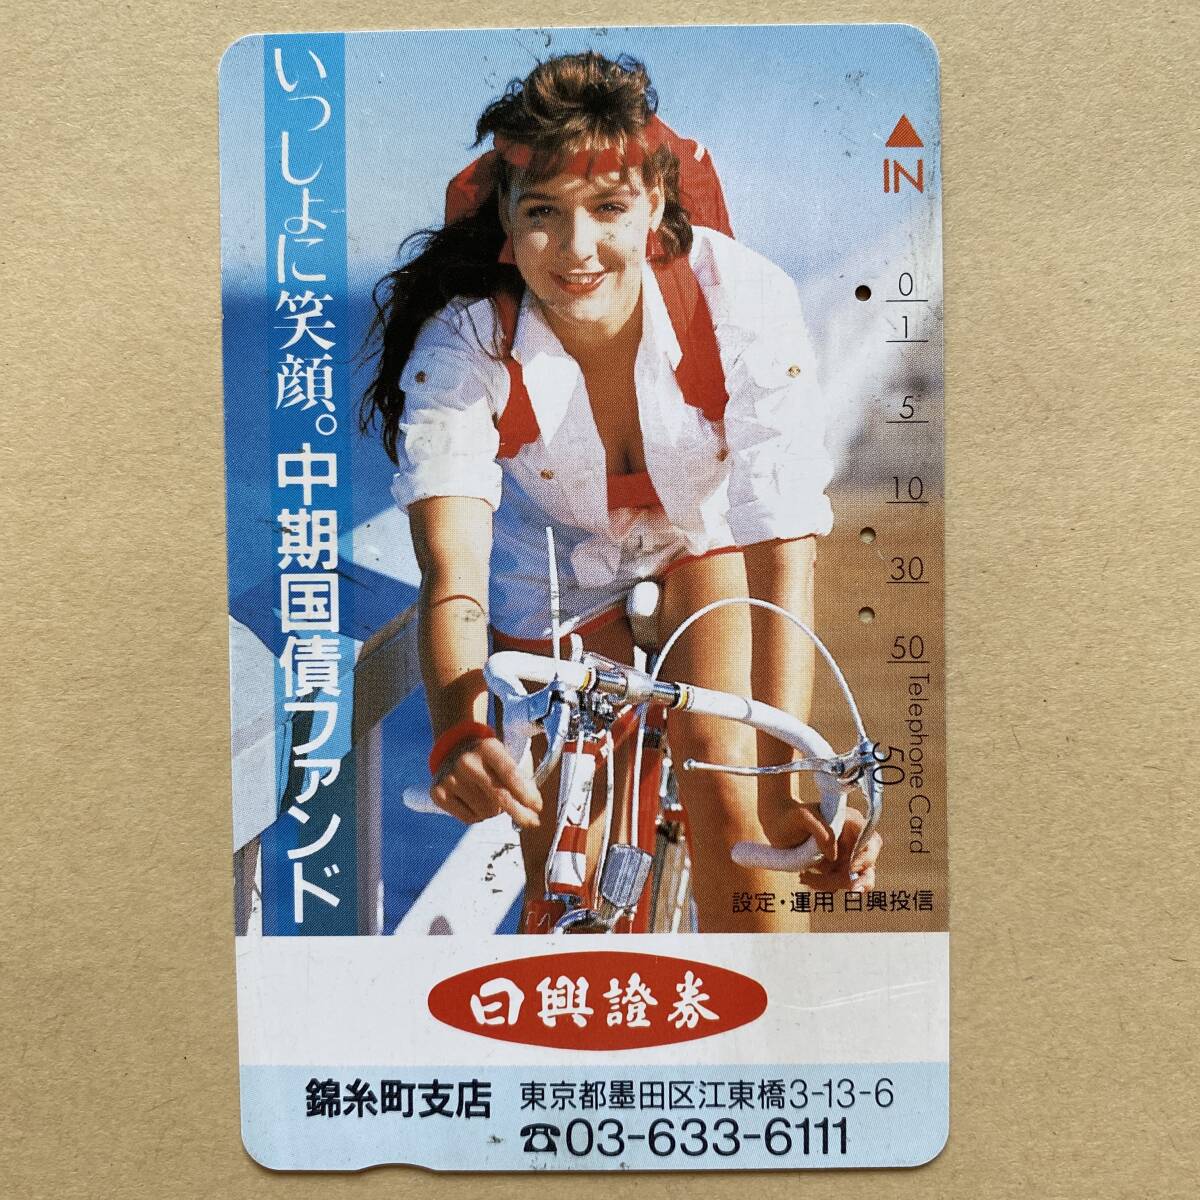 いっしょに笑顔。中期国債ファンド
IN
0
1
5
10
30
50
Telephone Card
50
設定・運用 日興投信
日興證券
錦糸町支店 東京都墨田区江東橋3-13-6
☎03-633-6111